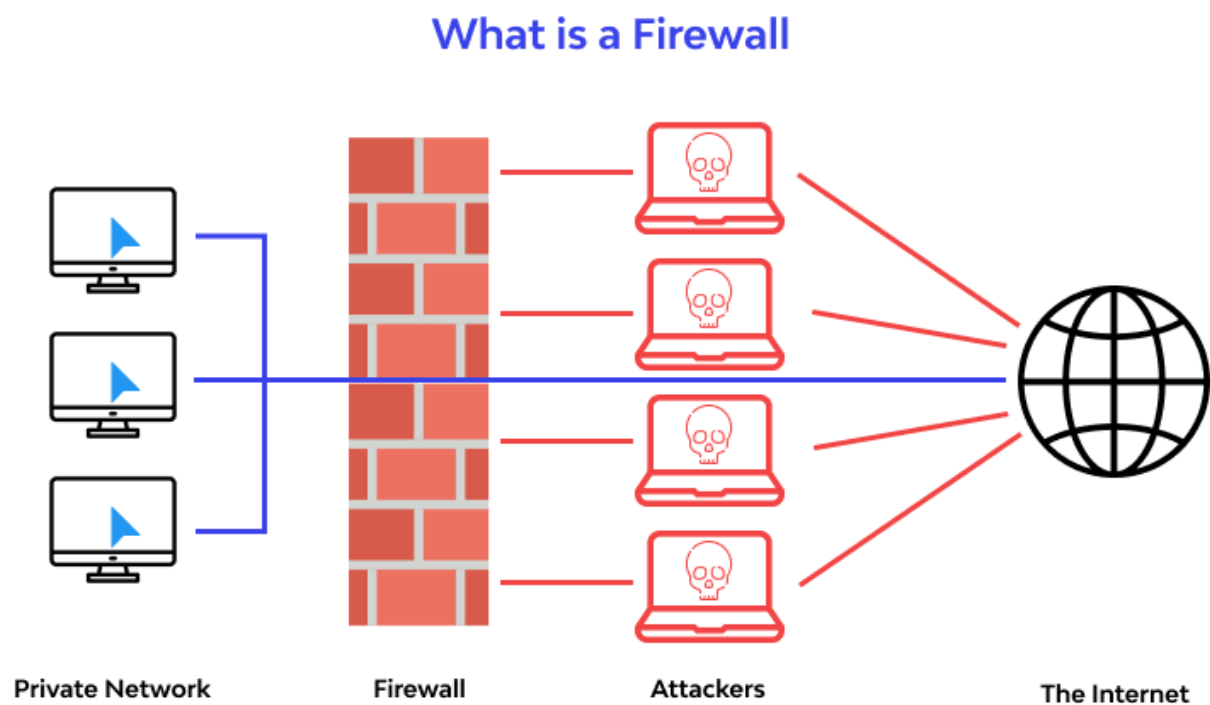 What is a Firewall
Private Network
Firewall
Attackers
The Internet